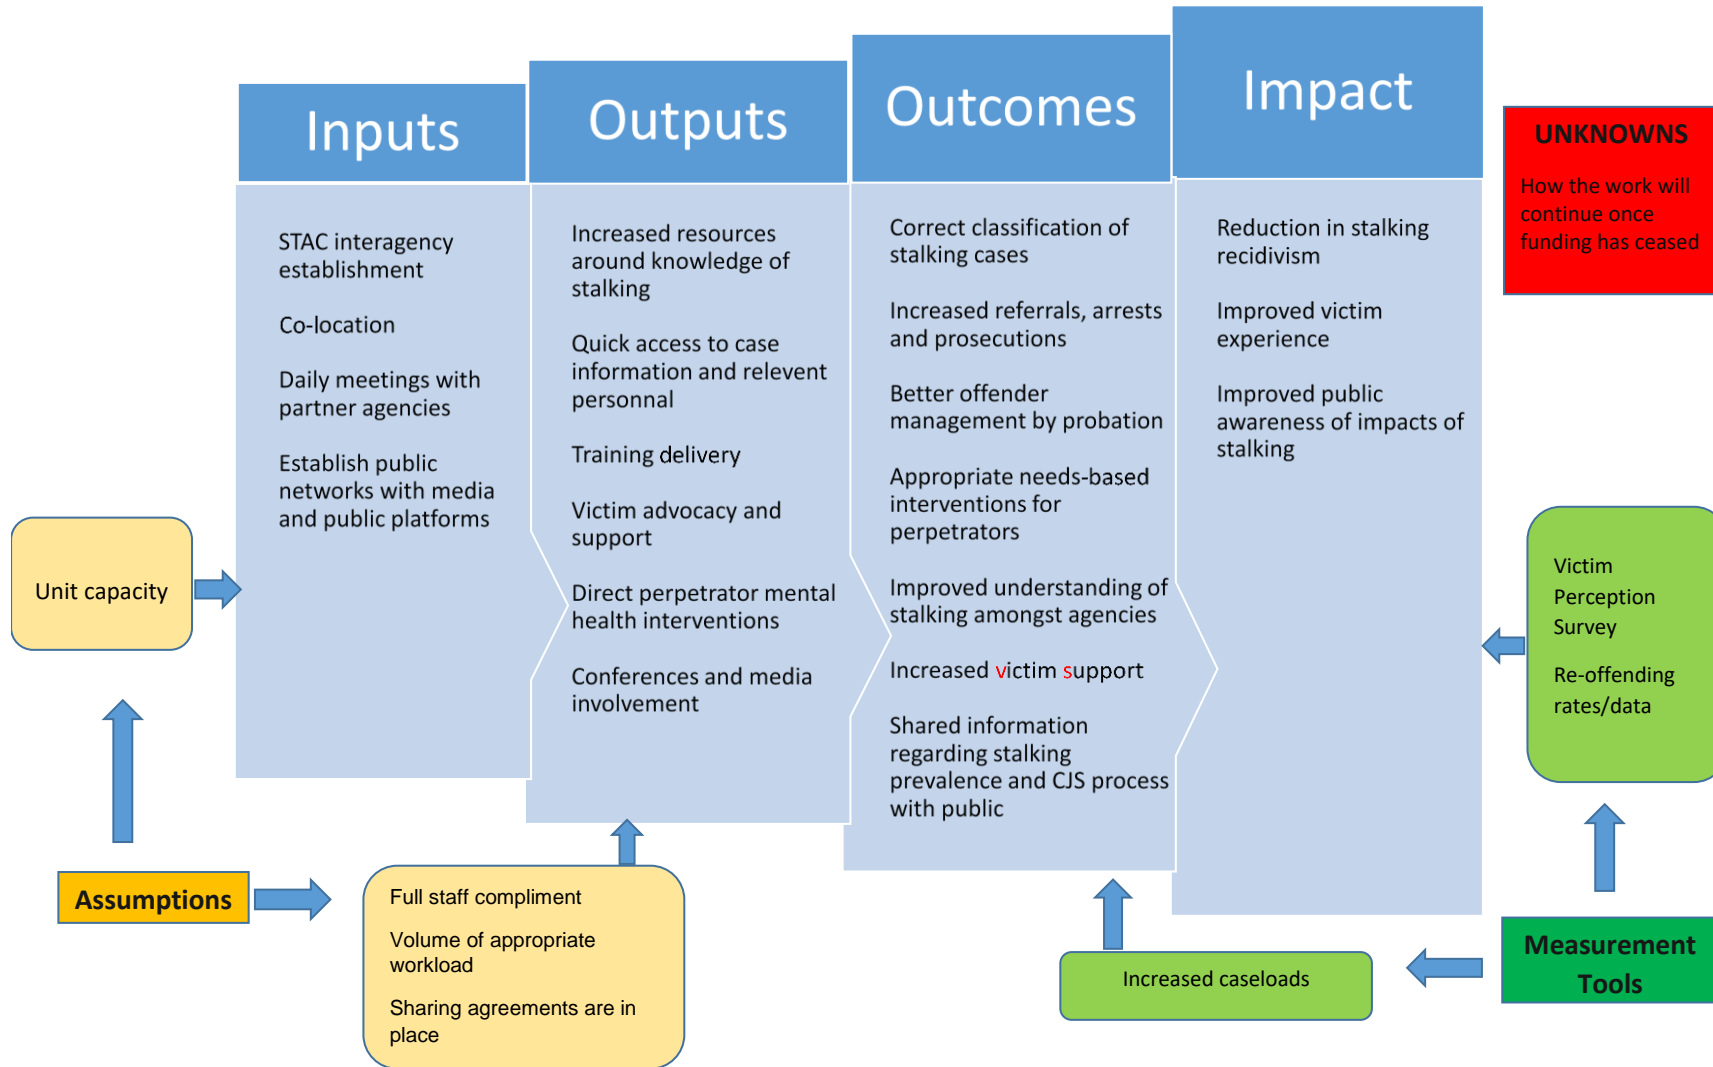 Inputs
STAC interagency
establishment
Co-location
Daily meetings with
partner agencies
Establish public
networks with media
and public platforms
Outputs
Increased resources
around knowledge of
stalking
Quick access to case
information and relevent
personnal
Training delivery
Victim advocacy and
support
Direct perpetrator mental
health interventions
Conferences and media
involvement
Outcomes
Correct classification of
stalking cases
Increased referrals, arrests
and prosecutions
Better offender
management by probation
Appropriate needs-based
interventions for
perpetrators
Improved understanding of
stalking amongst agencies
Increased victim support
Shared information
regarding stalking
prevalence and CJS process
with public
Impact
Reduction in stalking
recidivism
Improved victim
experience
Improved public
awareness of impacts of
stalking
UNKNOWNS
How the work will
continue once
funding has ceased
Unit capacity
Victim
Perception
Survey
Re-offending
rates/data
Assumptions
Full staff compliment
Volume of appropriate
workload
Sharing agreements are in
place
Increased caseloads
Measurement
Tools